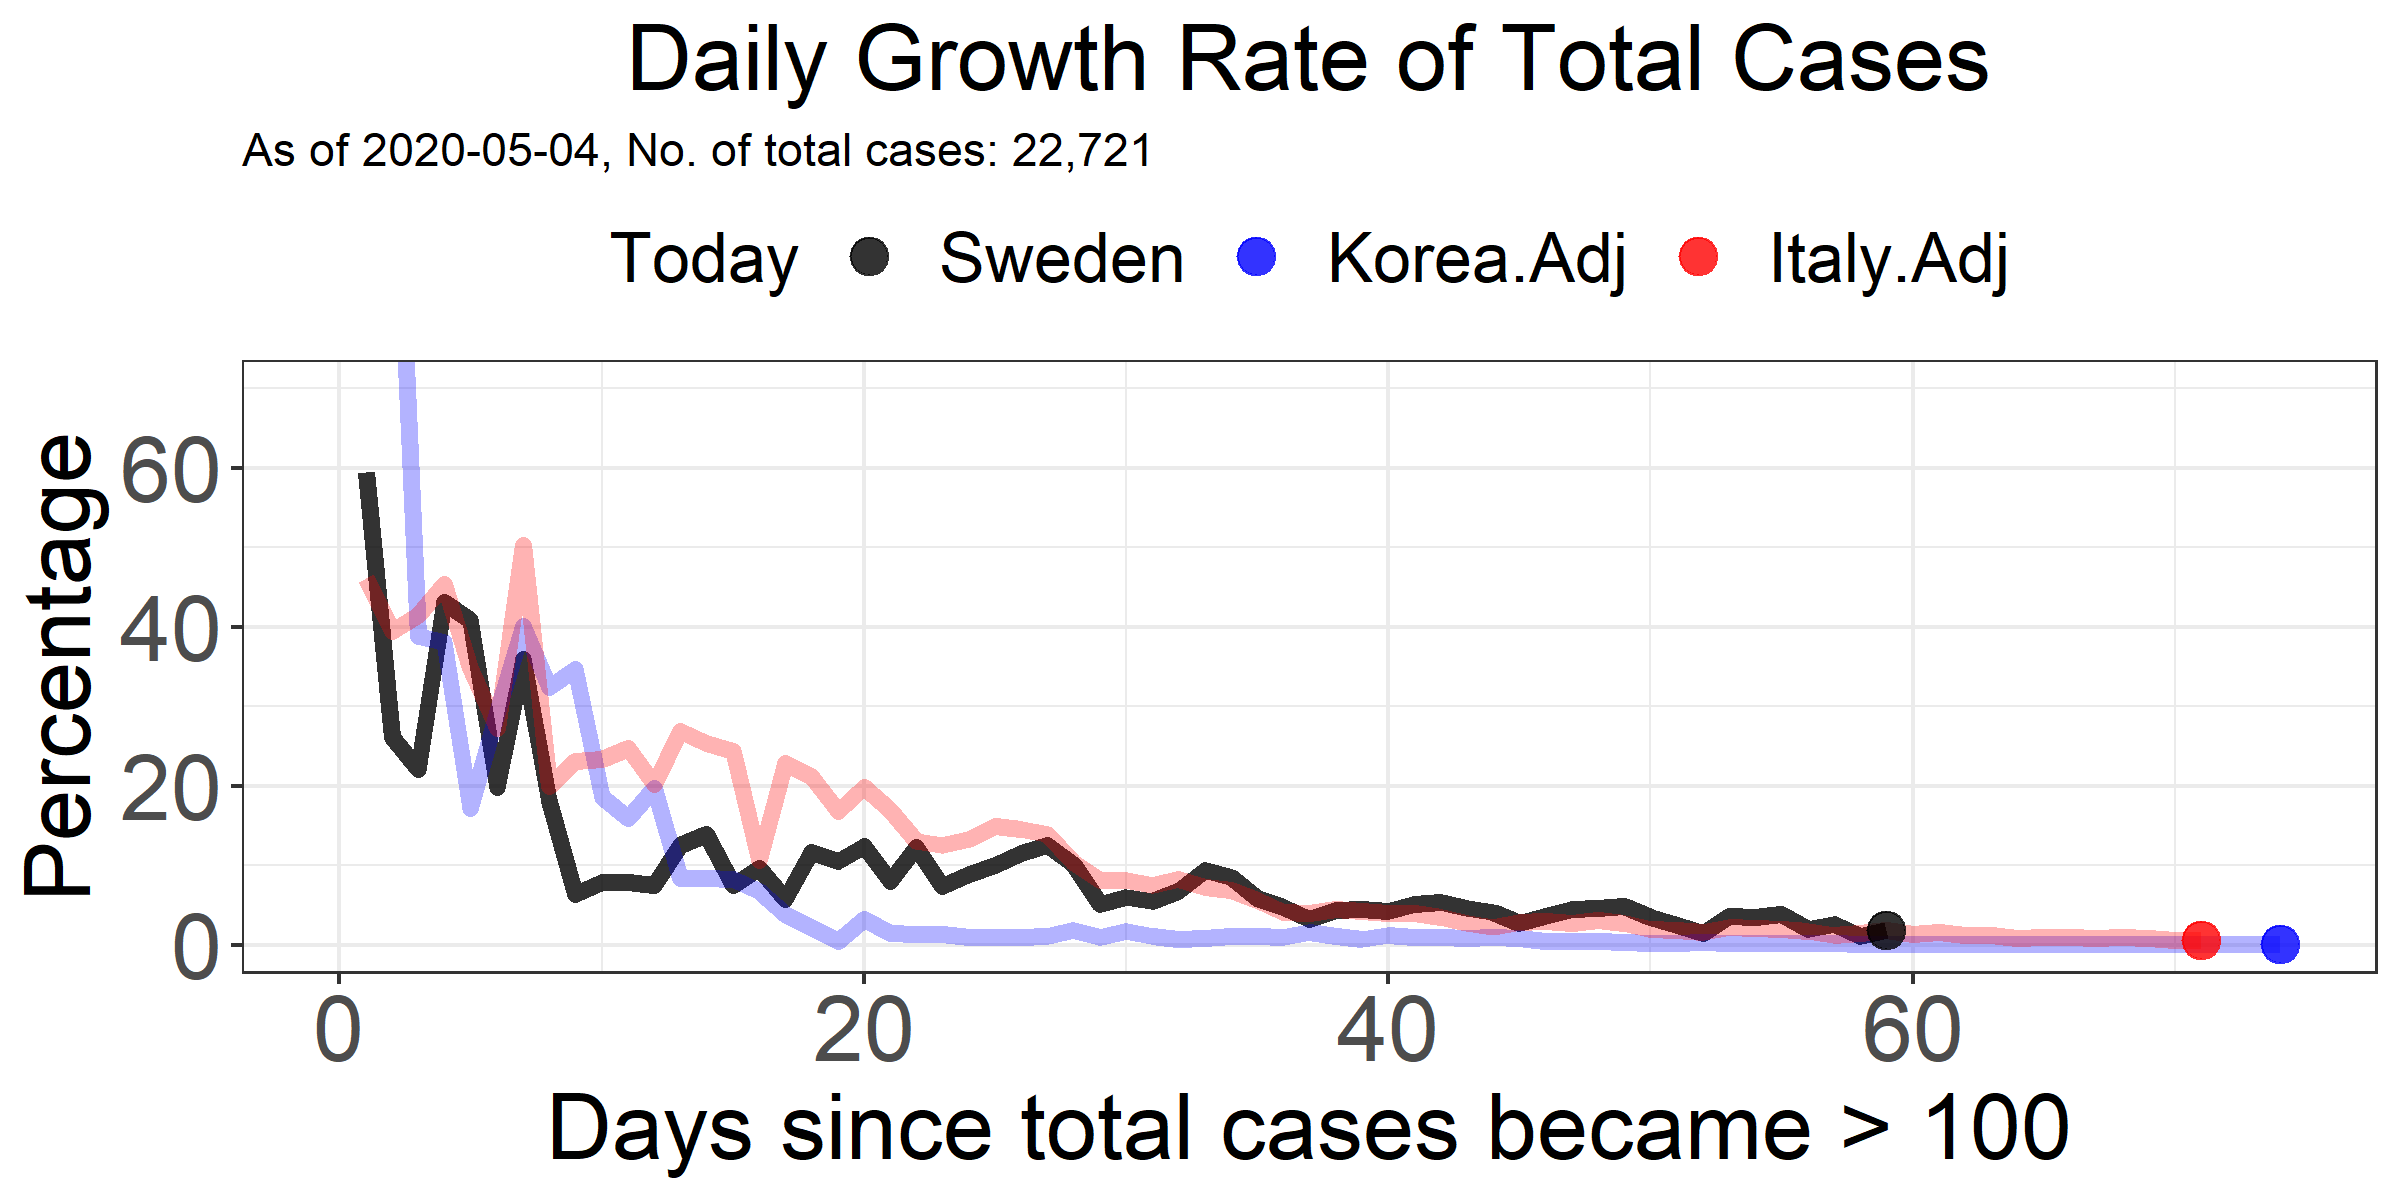 Daily Growth Rate of Total Cases
As of 2020-05-04, No. of total cases: 22,721
Today Sweden Korea.Adj Italy.Adj
Percentage
60
40
20
0
0 20 40 60
Days since total cases became > 100